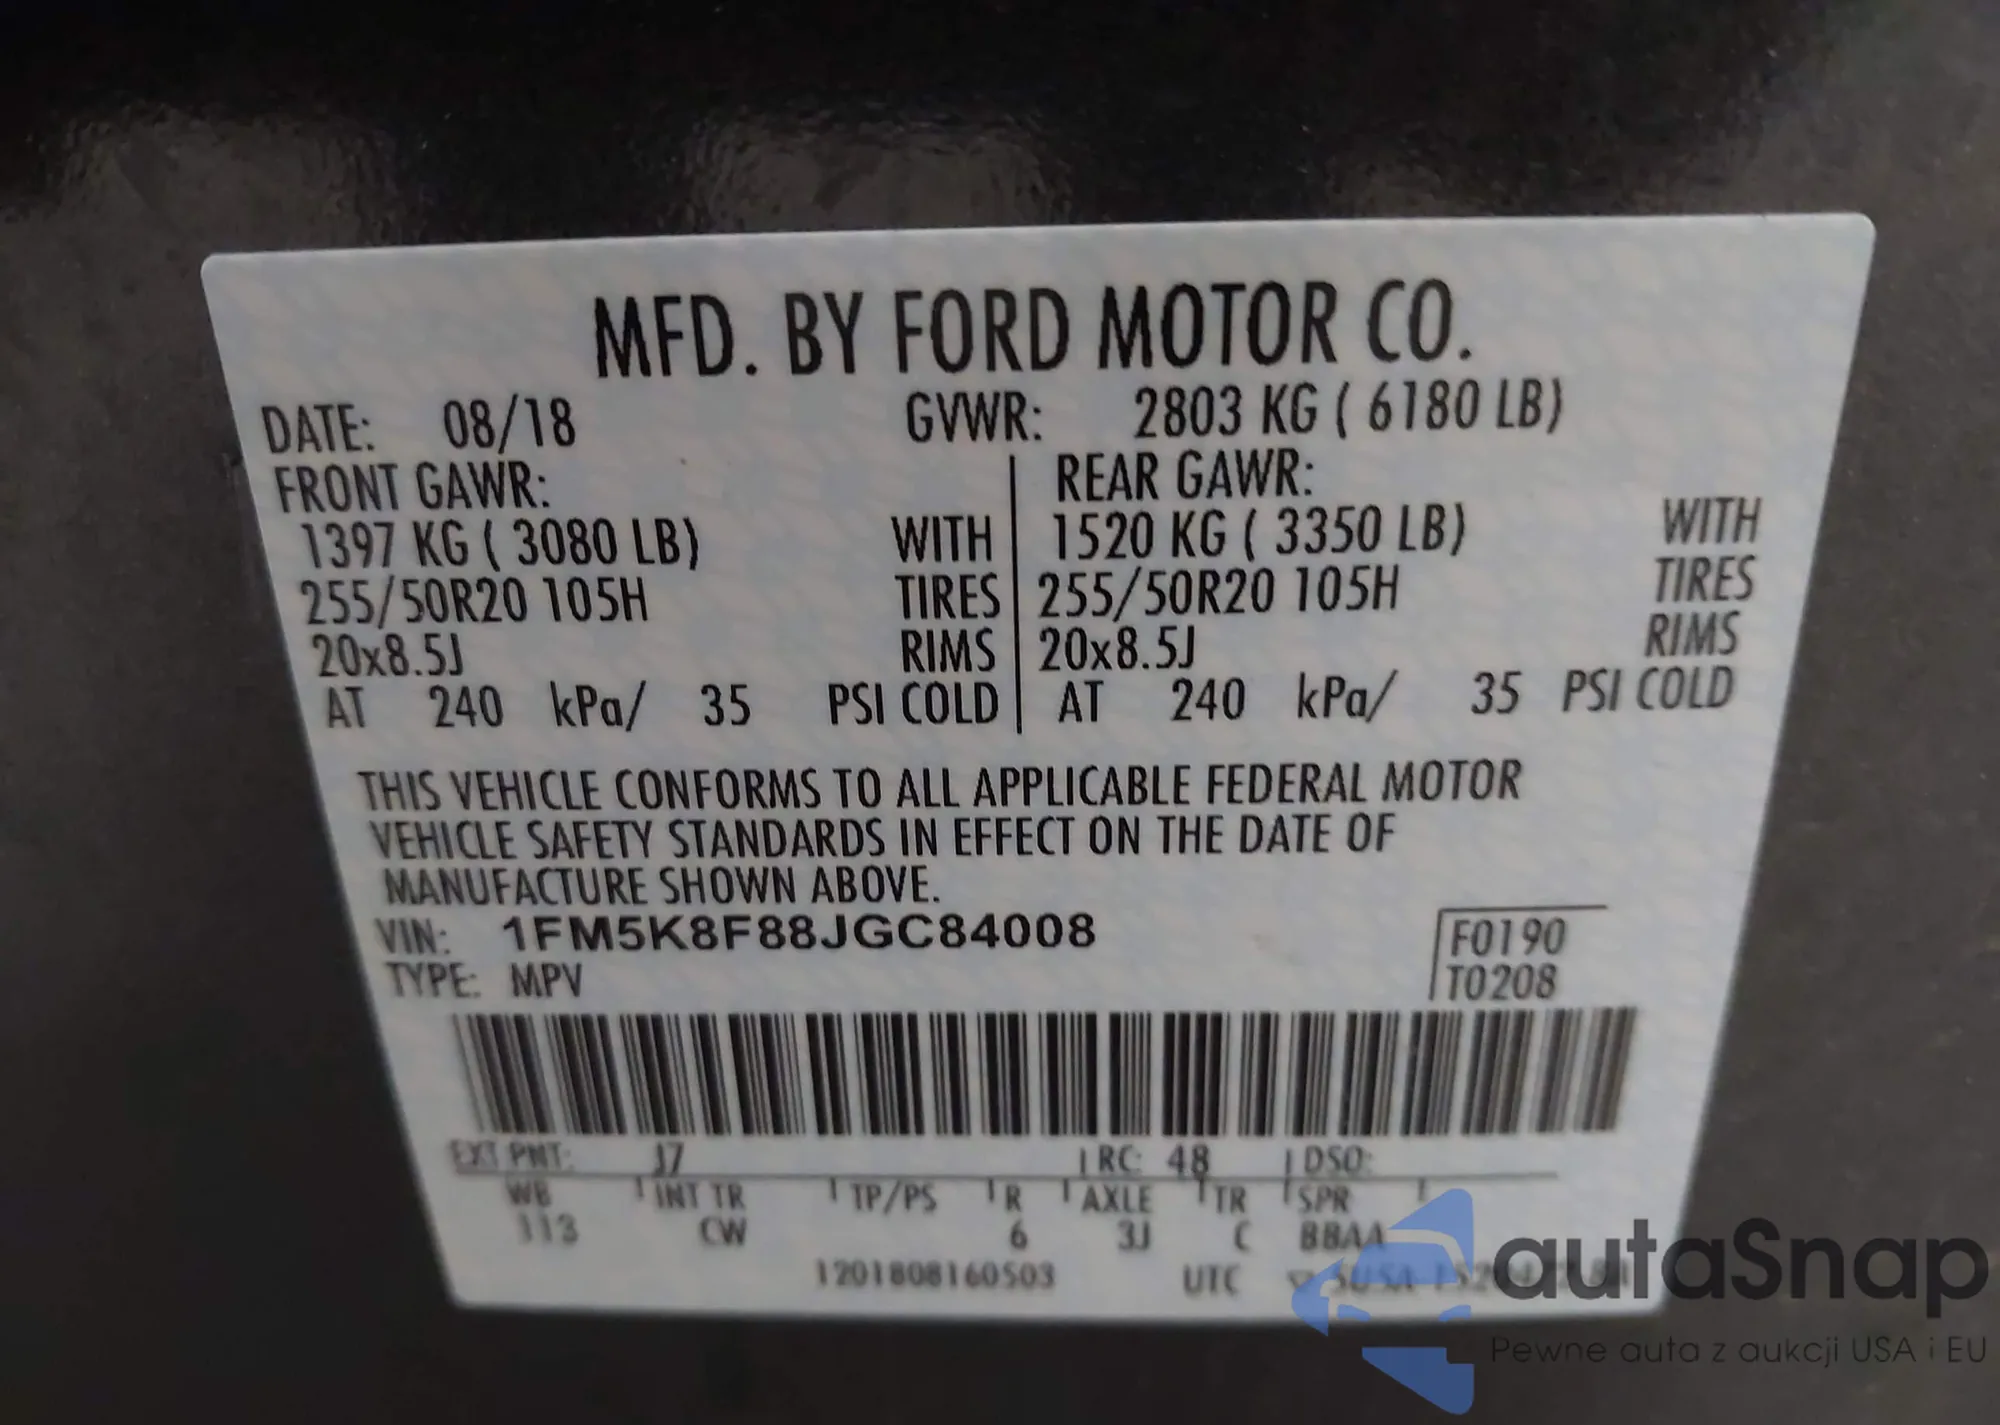 MFD. BY FORD MOTOR CO.
DATE: 08/18 GVWR: 2803 KG ( 6180 LB)
FRONT GAWR: REAR GAWR:
1397 KG ( 3080 LB) WITH 1520 KG ( 3350 LB) WITH
255/50R20 105H TIRES 255/50R20 105H TIRES
20x8.5J RIMS 20x8.5J RIMS
AT 240 kPa/ 35 PSI COLD AT 240 kPa/ 35 PSI COLD
THIS VEHICLE CONFORMS TO ALL APPLICABLE FEDERAL MOTOR
VEHICLE SAFETY STANDARDS IN EFFECT ON THE DATE OF
MANUFACTURE SHOWN ABOVE.
VIN: 1FM5K8F88JGC84008 F0190
TYPE: MPV T0208
EXT PNT: J7 RC: 48 DSO:
WB INT TR TP/PS R AXLE TR SPR
113 CW 6 3J C BBAA
1201808160503 UTC
autaSnap
Pewne auta z aukcji USA i EU